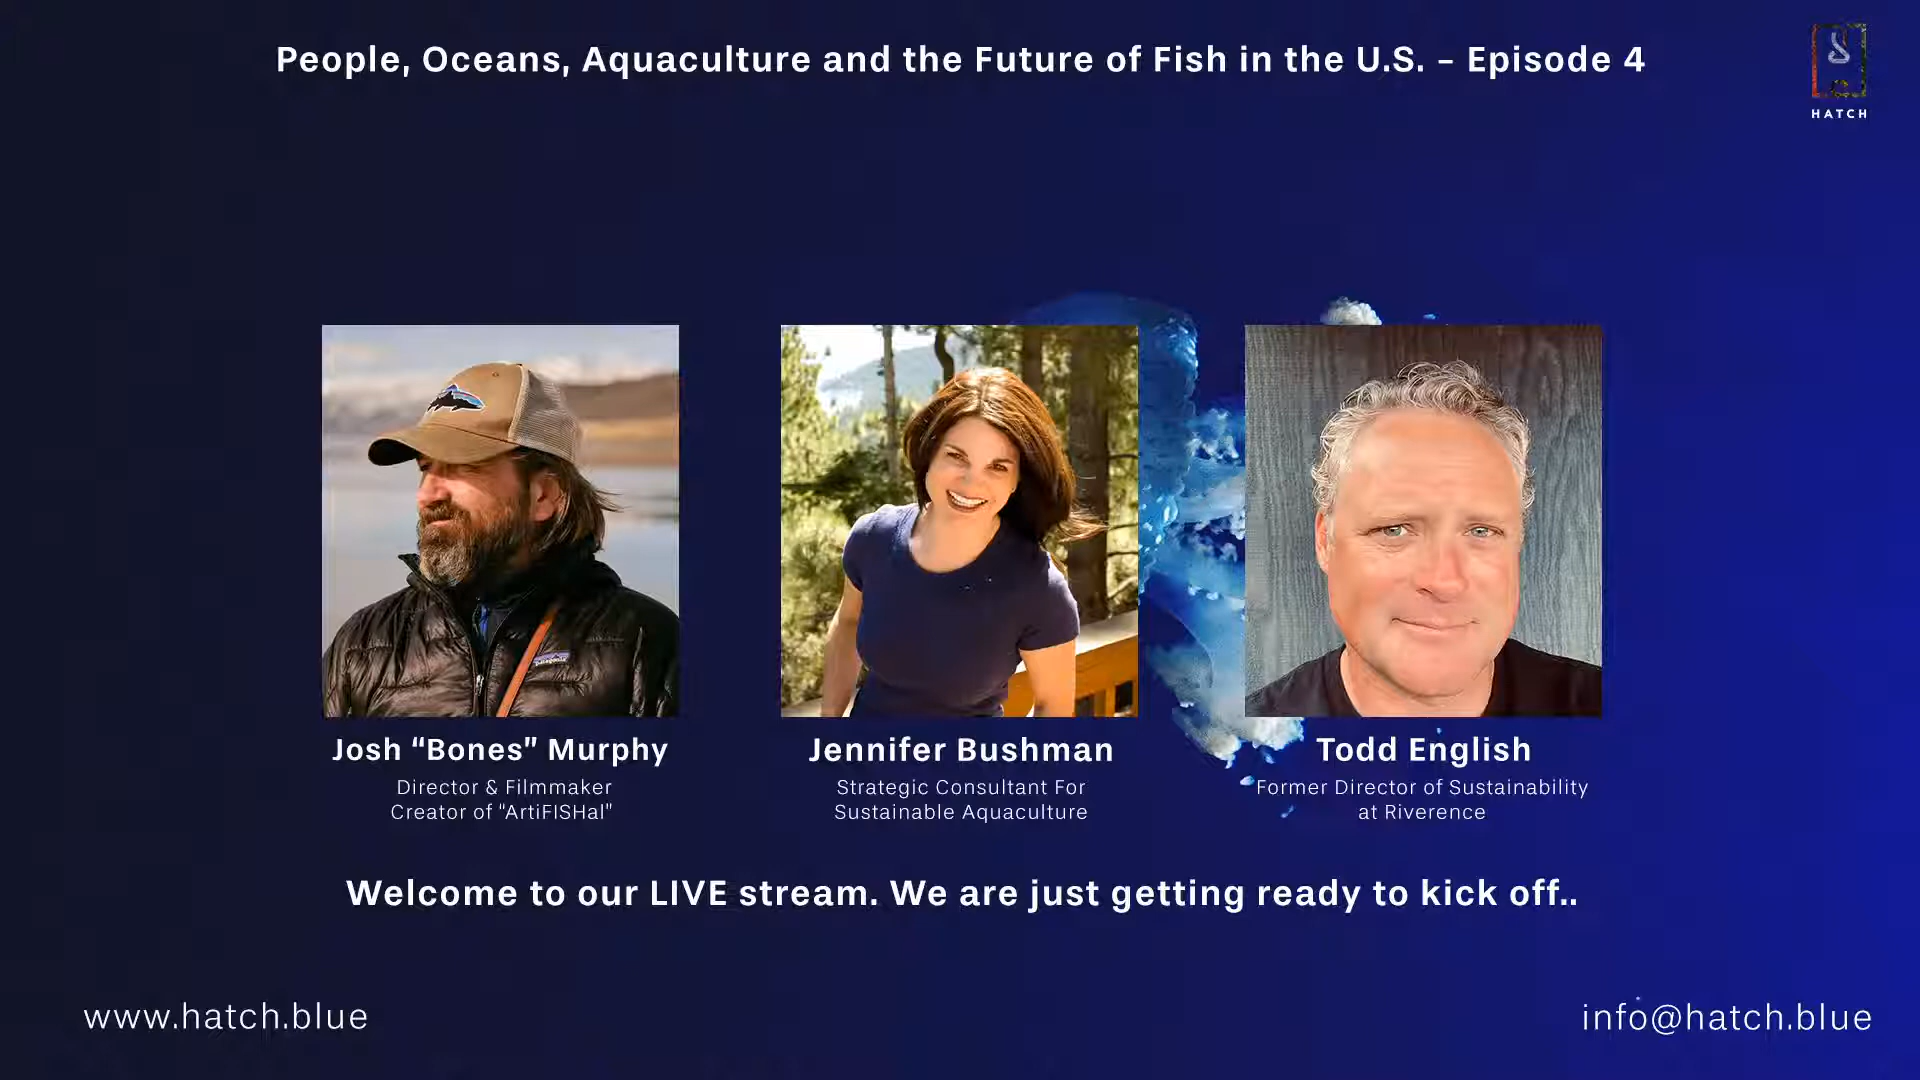 People, Oceans, Aquaculture and the Future of Fish in the U.S. – Episode 4
HATCH
patagonia
Josh “Bones” Murphy
Director & Filmmaker
Creator of "ArtiFISHal"
Jennifer Bushman
Strategic Consultant For
Sustainable Aquaculture
Todd English
Former Director of Sustainability
at Riverence
Welcome to our LIVE stream. We are just getting ready to kick off..
www.hatch.blue
info@hatch.blue